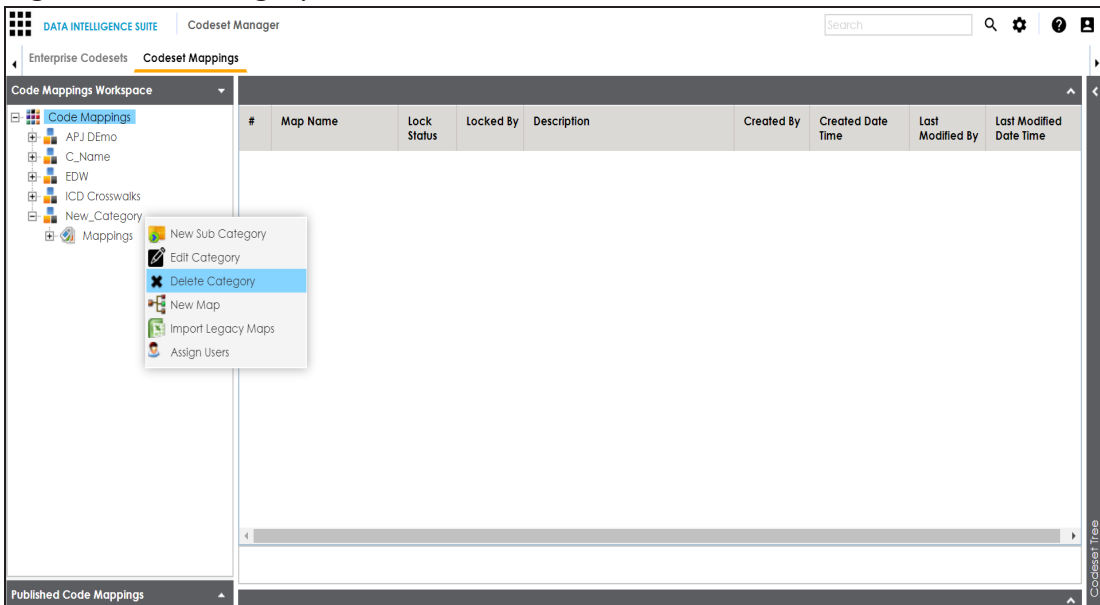 DATA INTELLIGENCE SUITE Codeset Manager Search
Enterprise Codesets Codeset Mappings
Code Mappings Workspace
# Map Name Lock Status Locked By Description Created By Created Date Time Last Modified By Last Modified Date Time
Code Mappings
APJ DEmo
C_Name
EDW
ICD Crosswalks
New_Category
Mappings
New Sub Category
Edit Category
Delete Category
New Map
Import Legacy Maps
Assign Users
Codeset Tree
Published Code Mappings